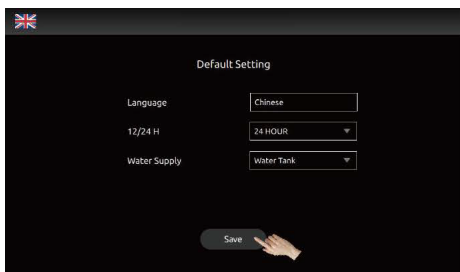 Default Setting
Language Chinese
12/24 H 24 HOUR
Water Supply Water Tank
Save